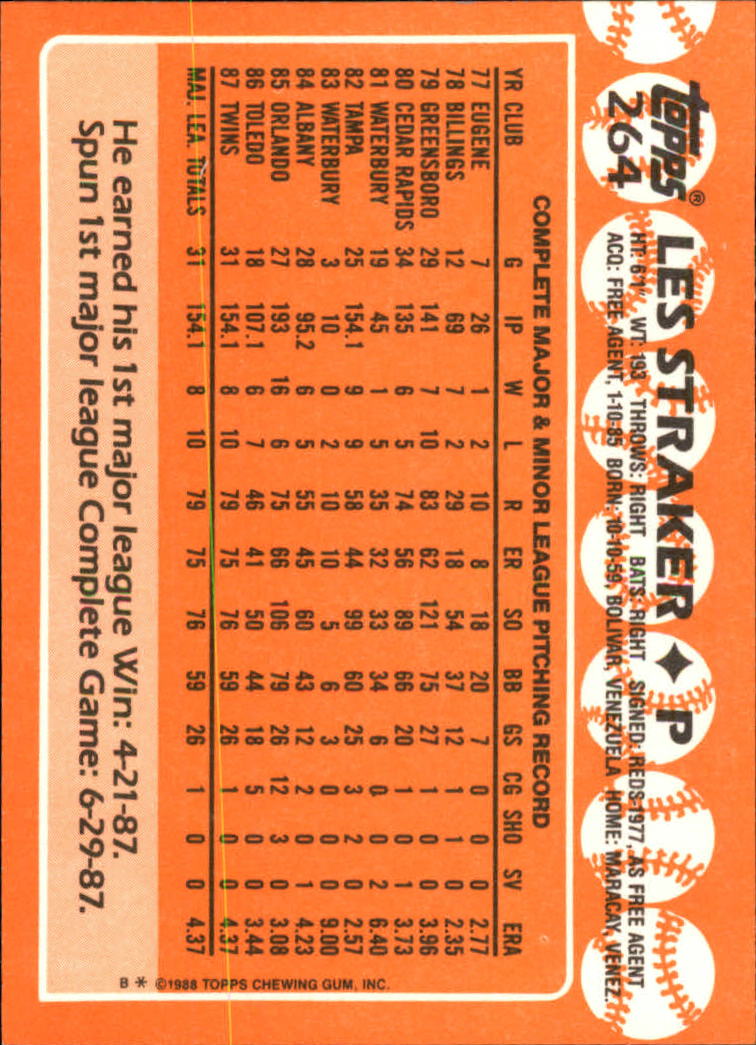 topps®
264
LES STRAKER ✦ P
HT: 6'1" WT: 193 THROWS: RIGHT BATS: RIGHT SIGNED: REDS-1977, AS FREE AGENT
ACQ: FREE AGENT, 1-10-85 BORN: 10-10-59, BOLIVAR, VENEZUELA HOME: MARACAY, VENEZ.
COMPLETE MAJOR & MINOR LEAGUE PITCHING RECORD
YR CLUB G IP W L R ER SO BB GS CG SHO SV ERA
77 EUGENE 7 26 1 2 10 8 18 20 7 0 0 0 2.77
78 BILLINGS 12 69 7 2 29 18 54 37 12 1 1 0 2.35
79 GREENSBORO 29 141 7 10 83 62 121 75 27 1 0 0 3.96
80 CEDAR RAPIDS 34 135 6 5 74 56 89 66 20 1 0 1 3.73
81 WATERBURY 19 45 1 5 35 32 33 34 6 0 0 2 6.40
82 TAMPA 25 154.1 9 9 58 44 99 60 25 3 2 0 2.57
83 WATERBURY 3 10 0 2 10 10 5 6 3 0 0 0 9.00
84 ALBANY 28 95.2 6 5 55 45 60 43 12 2 0 1 4.23
85 ORLANDO 27 193 16 6 75 66 106 79 26 12 3 0 3.08
86 TOLEDO 18 107.1 6 7 46 41 50 44 18 5 0 0 3.44
87 TWINS 31 154.1 8 10 79 75 76 59 26 1 0 0 4.37
MAJ. LEA. TOTALS 31 154.1 8 10 79 75 76 59 26 1 0 0 4.37
He earned his 1st major league Win: 4-21-87.
Spun 1st major league Complete Game: 6-29-87.
B * ©1988 TOPPS CHEWING GUM, INC.